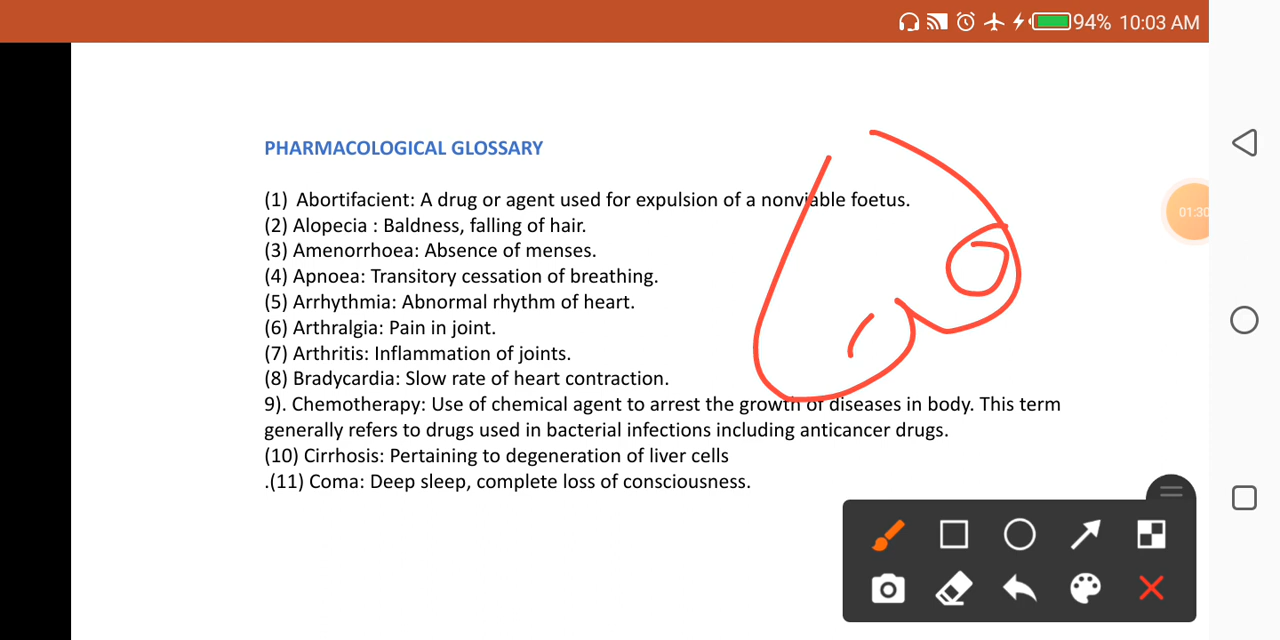 94% 10:03 AM
PHARMACOLOGICAL GLOSSARY
01:30
(1) Abortifacient: A drug or agent used for expulsion of a nonviable foetus.
(2) Alopecia : Baldness, falling of hair.
(3) Amenorrhoea: Absence of menses.
(4) Apnoea: Transitory cessation of breathing.
(5) Arrhythmia: Abnormal rhythm of heart.
(6) Arthralgia: Pain in joint.
(7) Arthritis: Inflammation of joints.
(8) Bradycardia: Slow rate of heart contraction.
9). Chemotherapy: Use of chemical agent to arrest the growth of diseases in body. This term
generally refers to drugs used in bacterial infections including anticancer drugs.
(10) Cirrhosis: Pertaining to degeneration of liver cells
.(11) Coma: Deep sleep, complete loss of consciousness.